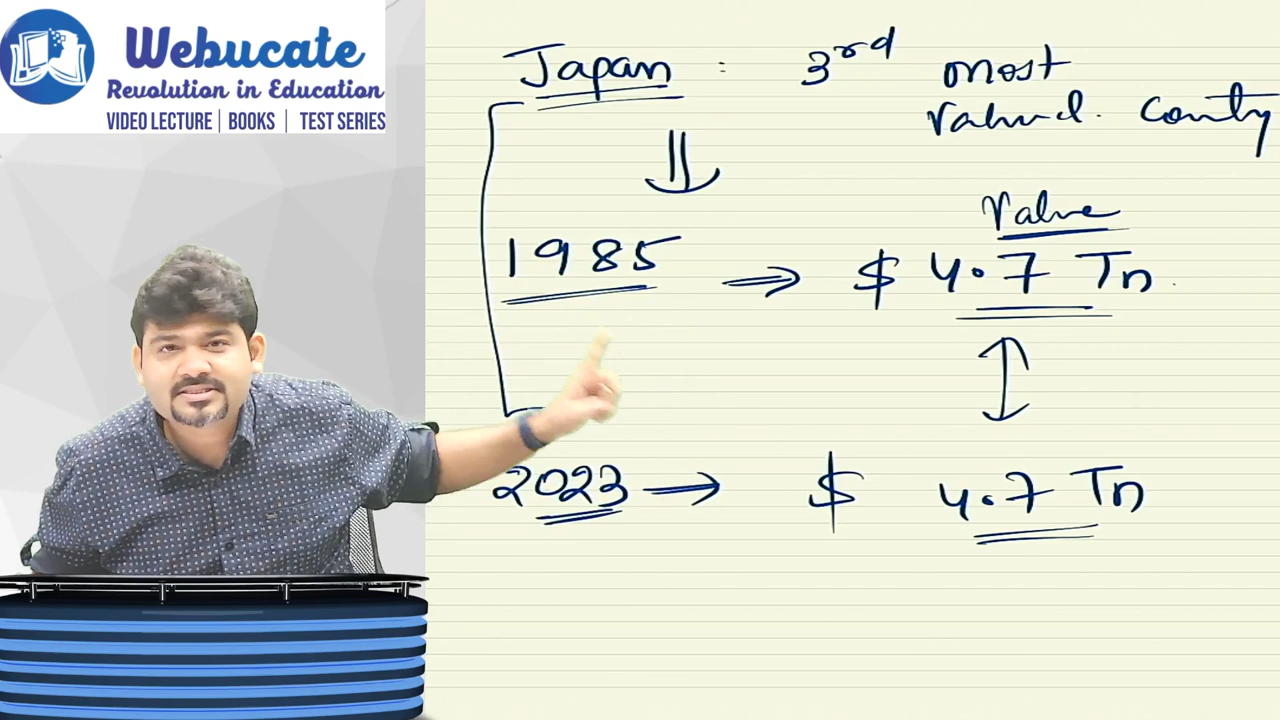 Webucate
Revolution in Education
VIDEO LECTURE | BOOKS | TEST SERIES
Japan : 3rd most
Valued. County
Value
1985 ⇒ $ 4.7 Tn
2023 → $ 4.7 Tn